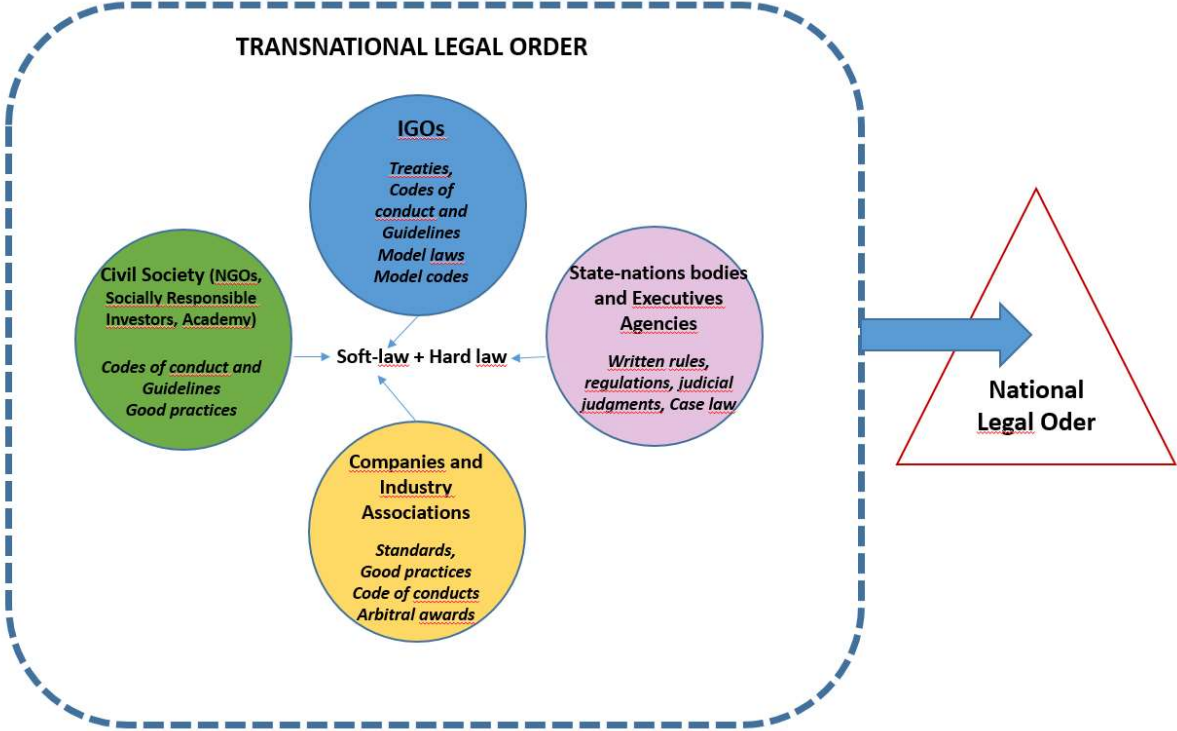 TRANSNATIONAL LEGAL ORDER
IGOs
Treaties,
Codes of
conduct and
Guidelines
Model laws
Model codes
Civil Society (NGOs,
Socially Responsible
Investors, Academy)
Codes of conduct and
Guidelines
Good practices
Soft-law + Hard law
State-nations bodies
and Executives
Agencies
Written rules,
regulations, judicial
judgments, Case law
Companies and
Industry
Associations
Standards,
Good practices
Code of conducts
Arbitral awards
National
Legal Oder